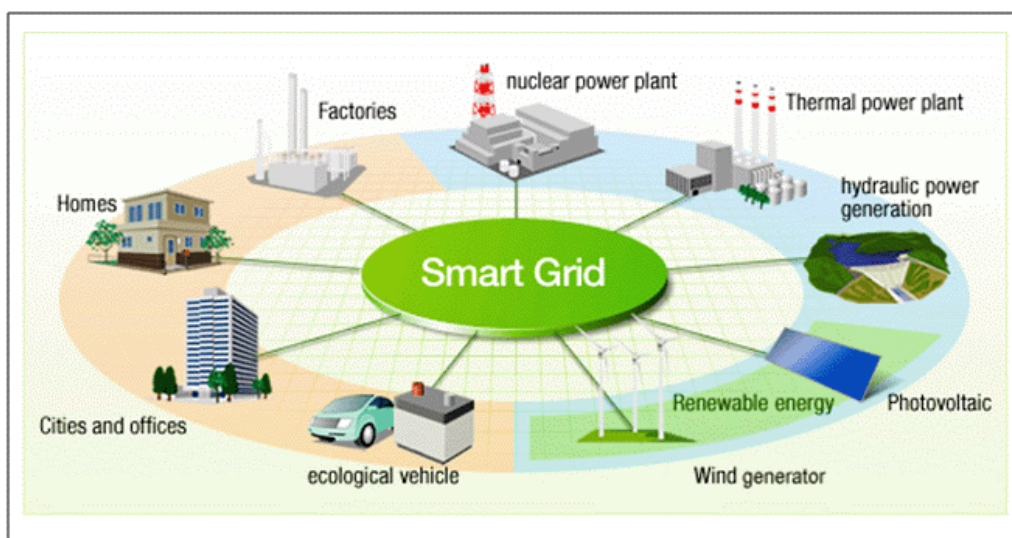 nuclear power plant
Factories
Thermal power plant
Homes
hydraulic power
generation
Smart Grid
Renewable energy
Photovoltaic
Cities and offices
ecological vehicle
Wind generator